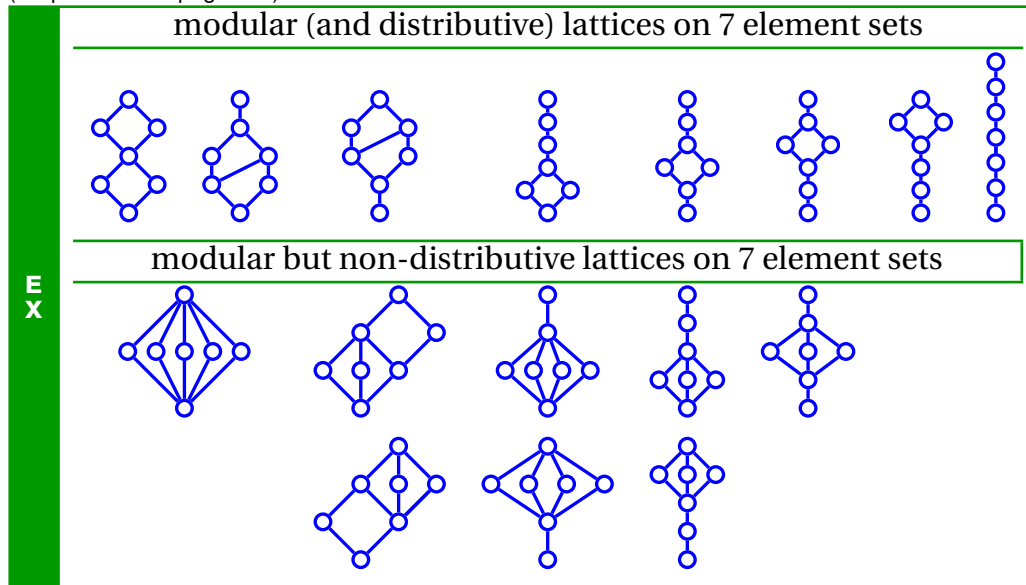 modular (and distributive) lattices on 7 element sets
modular but non-distributive lattices on 7 element sets
E
X